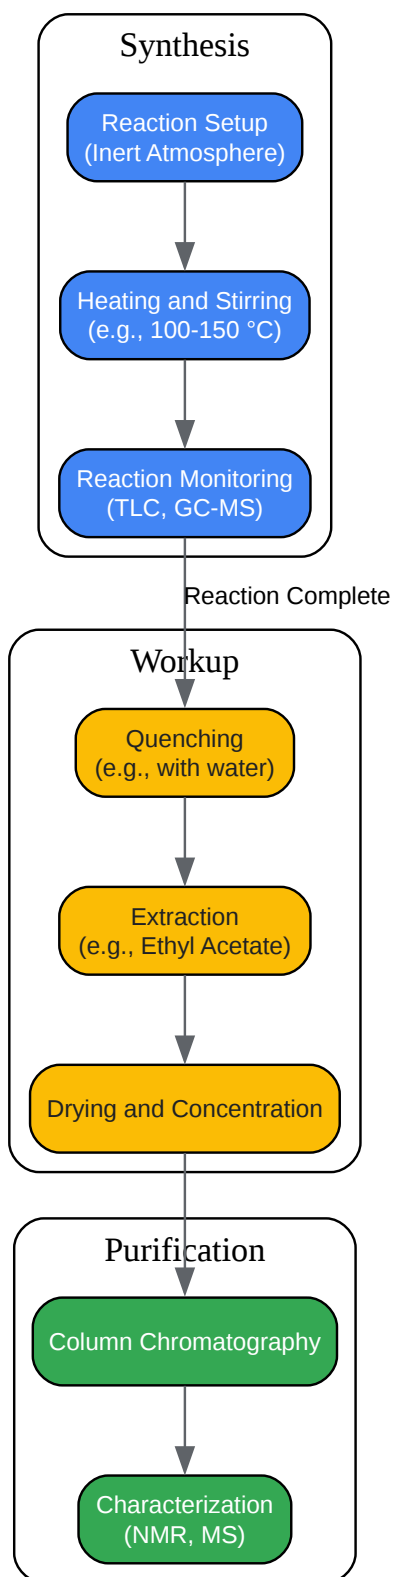 Synthesis
Reaction Setup
(Inert Atmosphere)
Heating and Stirring
(e.g., 100-150 °C)
Reaction Monitoring
(TLC, GC-MS)
Reaction Complete
Workup
Quenching
(e.g., with water)
Extraction
(e.g., Ethyl Acetate)
Drying and Concentration
Purification
Column Chromatography
Characterization
(NMR, MS)